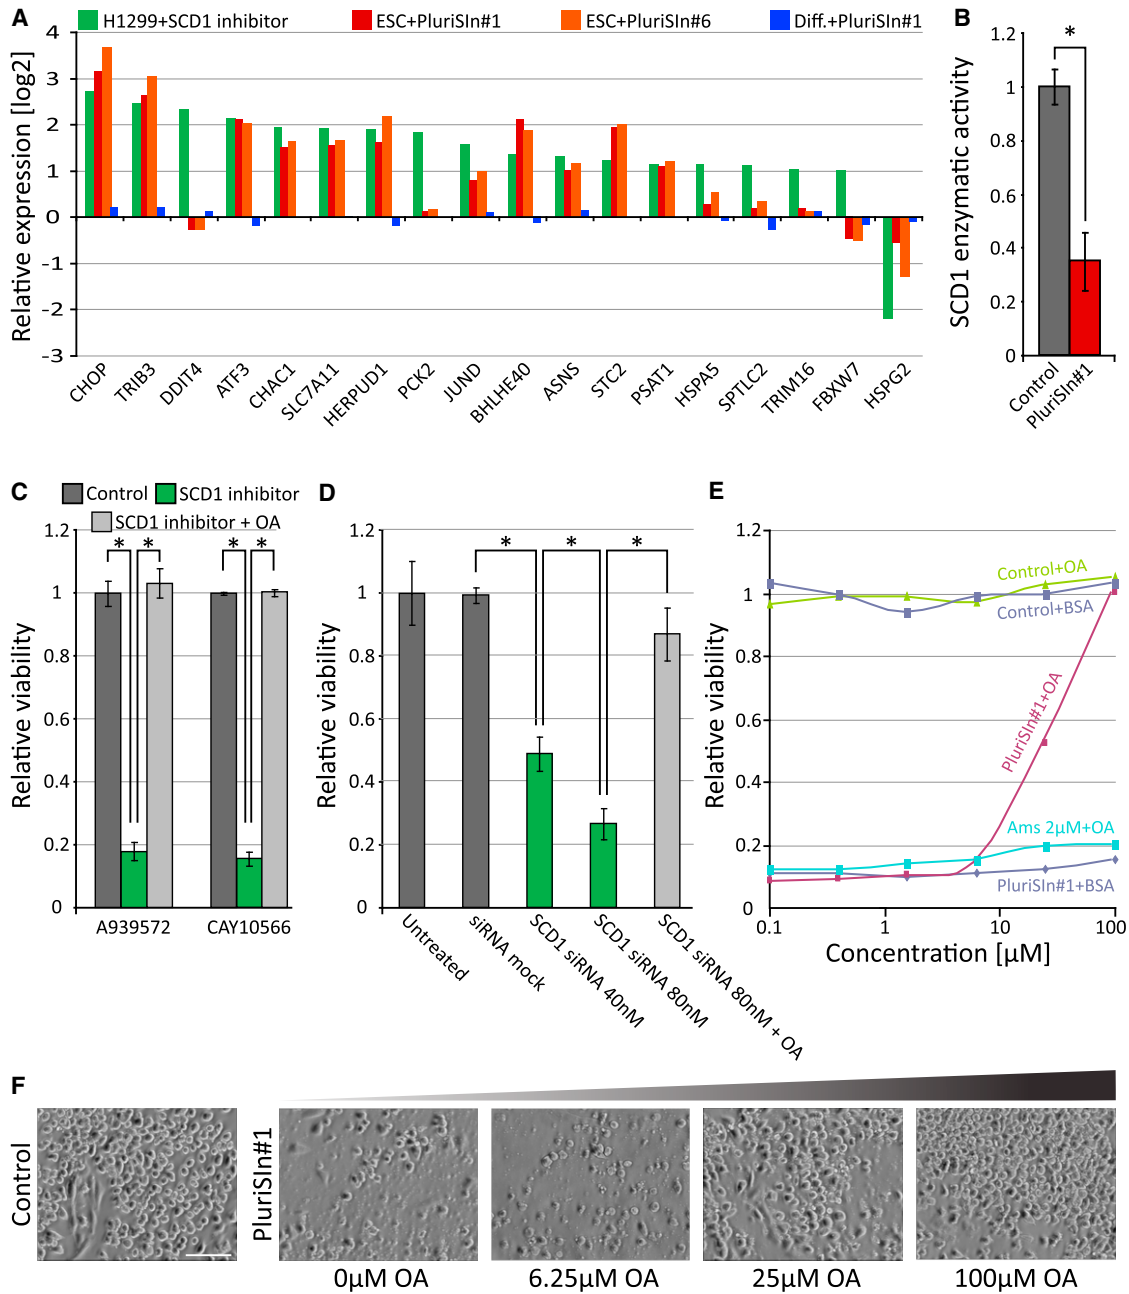 A
H1299+SCD1 inhibitor
ESC+PluriSIn#1
ESC+PluriSIn#6
Diff.+PluriSIn#1
Relative expression [log2]
4
3
2
1
0
-1
-2
-3
CHOP
TRIB3
DDIT4
ATF3
CHAC1
SLC7A11
HERPUD1
PCK2
JUND
BHLHE40
ASNS
STC2
PSAT1
HSPA5
SPTLC2
TRIM16
FBXW7
HSPG2
B
SCD1 enzymatic activity
1.2
1
0.8
0.6
0.4
0.2
0
*
Control
PluriSIn#1
C
Control
SCD1 inhibitor
SCD1 inhibitor + OA
Relative viability
1.2
1
0.8
0.6
0.4
0.2
0
* *
* *
A939572
CAY10566
D
Relative viability
1.2
1
0.8
0.6
0.4
0.2
0
* * *
Untreated
siRNA mock
SCD1 siRNA 40nM
SCD1 siRNA 80nM
SCD1 siRNA 80nM + OA
E
Relative viability
1.2
1
0.8
0.6
0.4
0.2
0
Control+OA
Control+BSA
PluriSIn#1+OA
Ams 2µM+OA
PluriSIn#1+BSA
0.1
1
10
100
Concentration [µM]
F
Control
PluriSIn#1
0µM OA
6.25µM OA
25µM OA
100µM OA